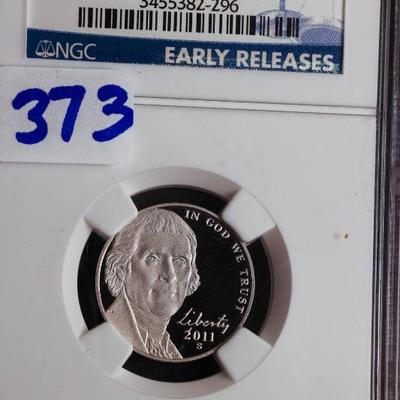 3455382-296
NGC
EARLY RELEASES
373
IN GOD WE TRUST
Liberty
2011
S